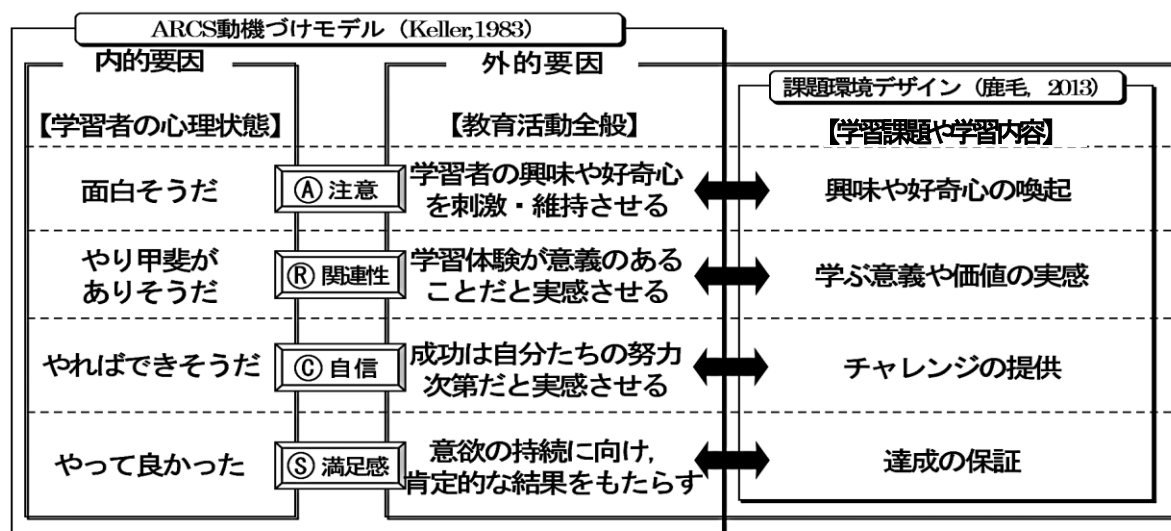 ARCS動機づけモデル（Keller,1983）
内的要因
外的要因
課題環境デザイン（鹿毛，2013）
【学習者の心理状態】
【教育活動全般】
【学習課題や学習内容】
面白そうだ
Ⓐ注意
学習者の興味や好奇心
を刺激・維持させる
興味や好奇心の喚起
やり甲斐が
ありそうだ
Ⓡ関連性
学習体験が意義のある
ことだと実感させる
学ぶ意義や価値の実感
やればできそうだ
Ⓒ自信
成功は自分たちの努力
次第だと実感させる
チャレンジの提供
やって良かった
Ⓢ満足感
意欲の持続に向け，
肯定的な結果をもたらす
達成の保証